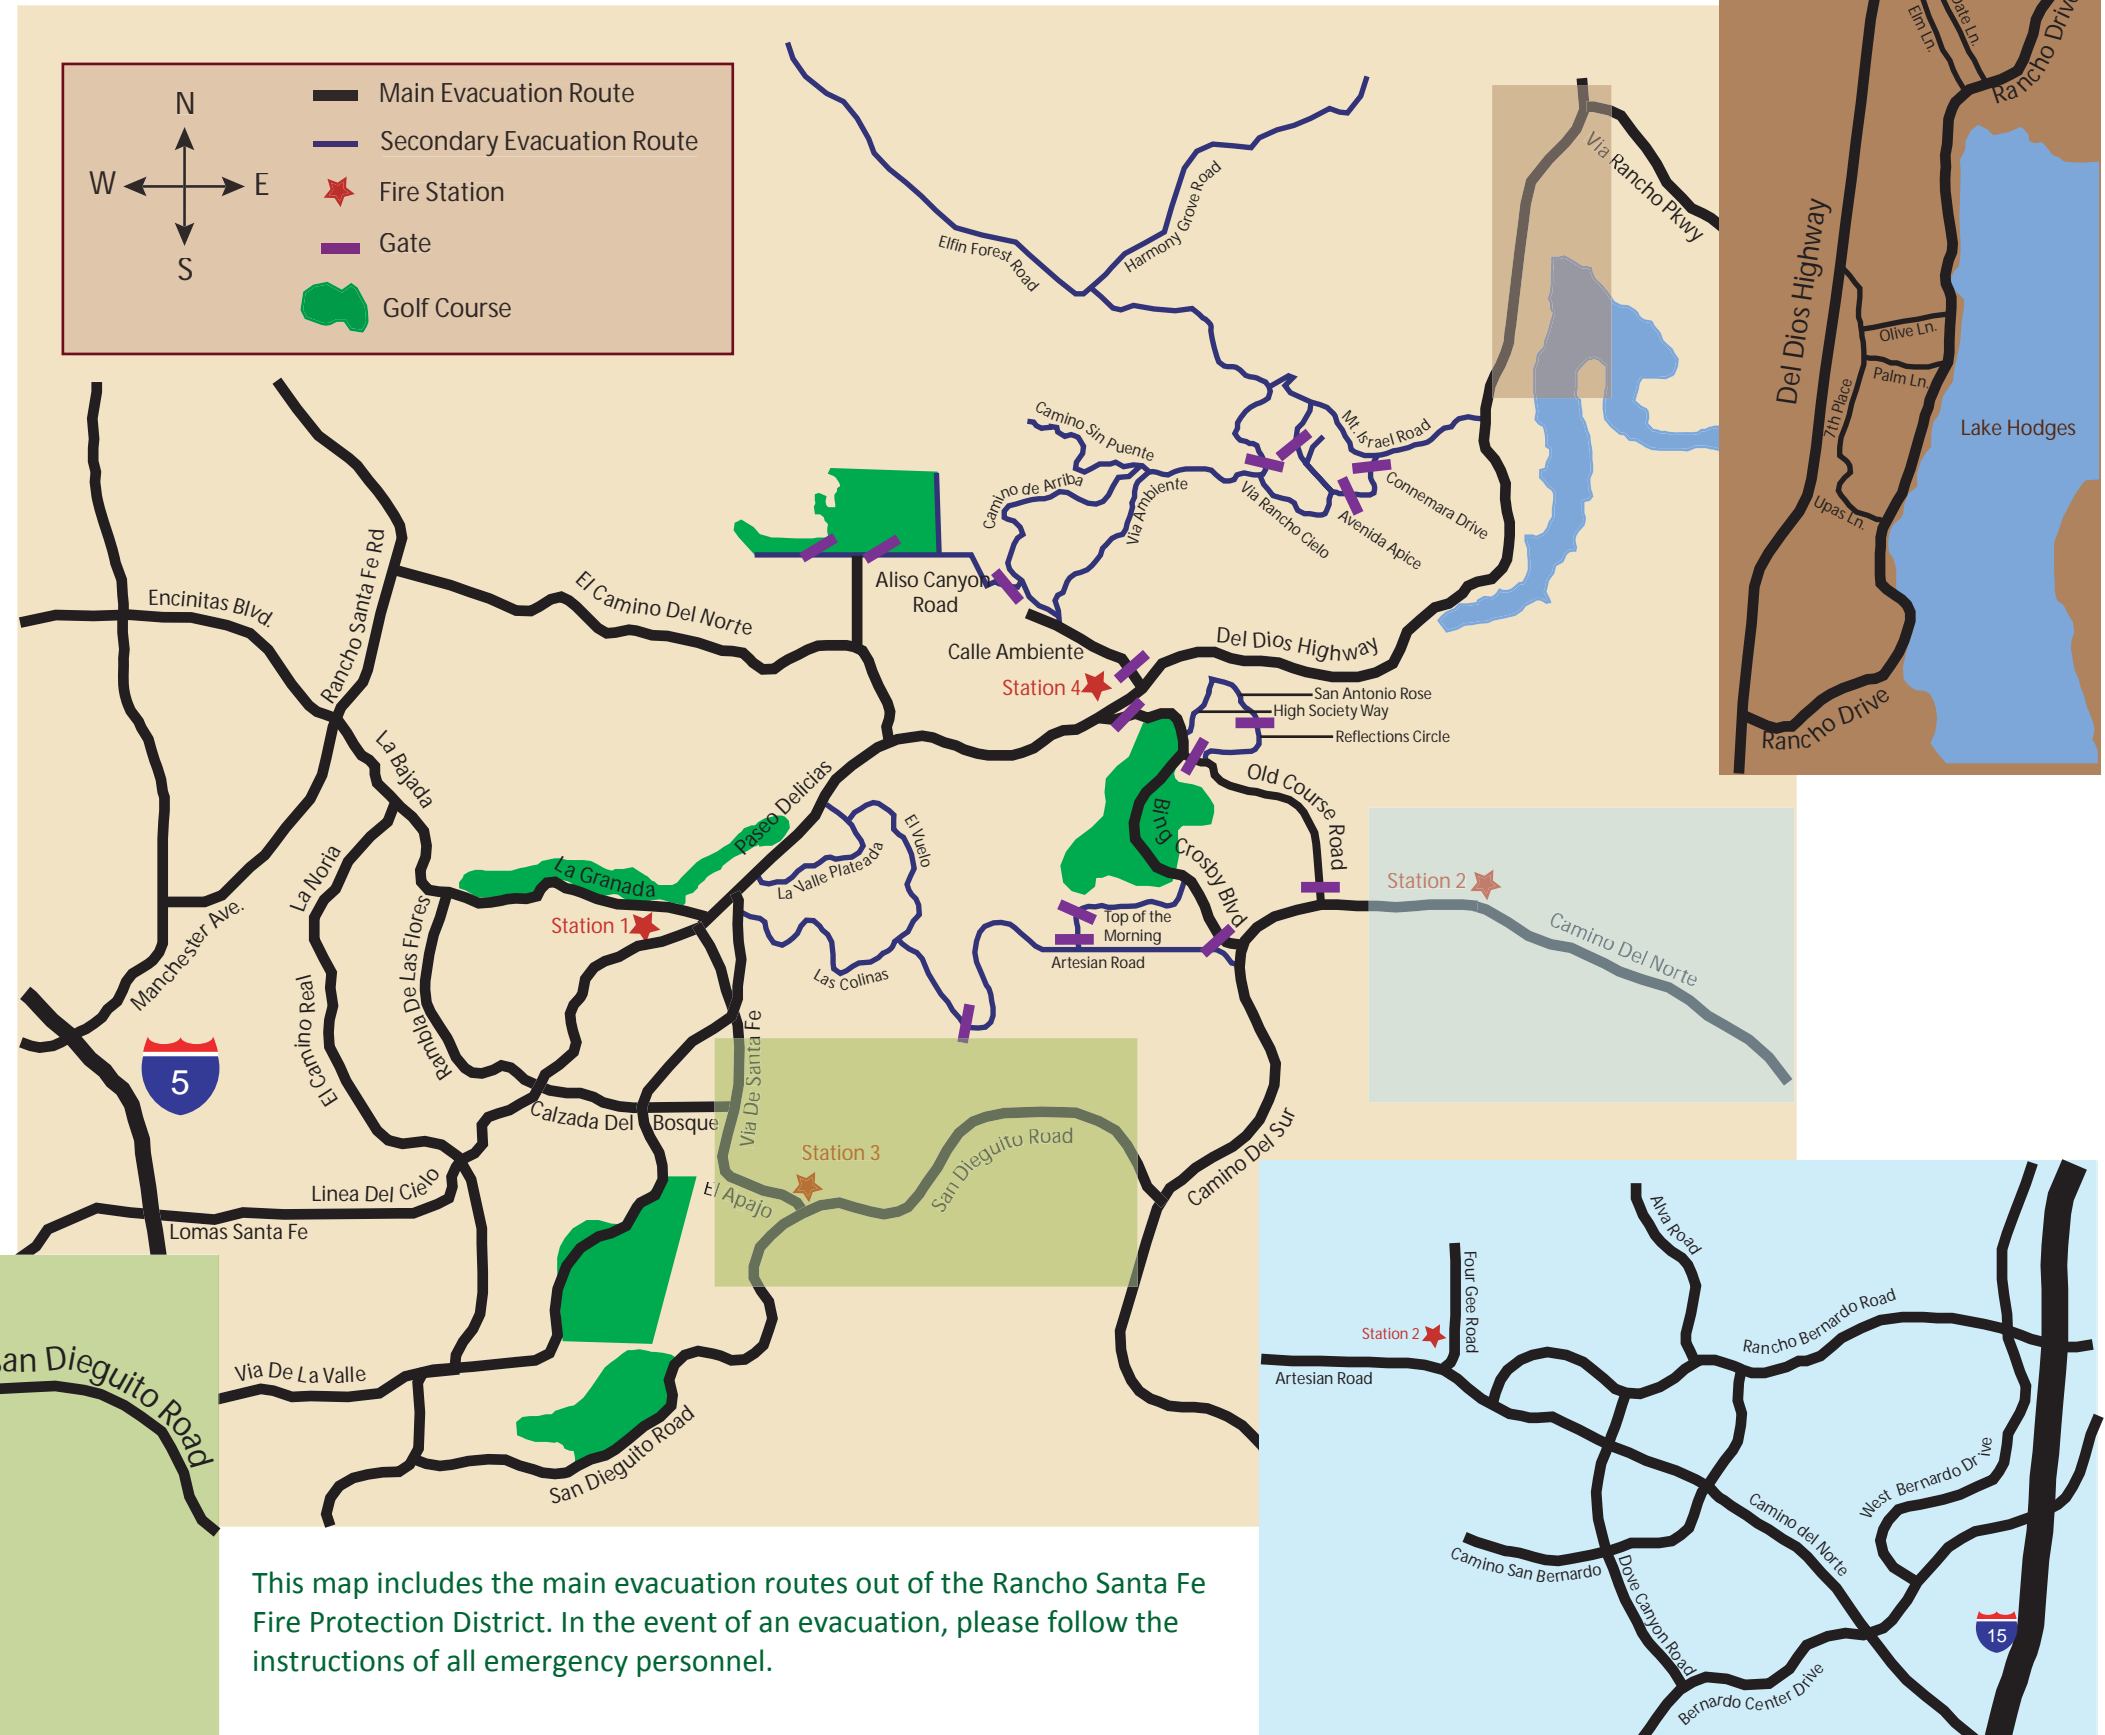 N
W
E
S
Main Evacuation Route
Secondary Evacuation Route
Fire Station
Gate
Golf Course
Elfin Forest Road
Harmony Grove Road
Via Rancho Pkwy
Camino Sin Puente
Camino de Arriba
Via Ambiente
Mt. Israel Road
Connemara Drive
Via Rancho Cielo
Avenida Apice
Aliso Canyon
Road
Calle Ambiente
Station 4
Del Dios Highway
San Antonio Rose
High Society Way
Reflections Circle
Old Course Road
Bing Crosby Blvd
Encinitas Blvd.
Rancho Santa Fe Rd
El Camino Del Norte
La Bajada
La Noria
Manchester Ave.
El Camino Real
Rambla De Las Flores
La Granada
Paseo Delicias
Station 1
La Valle Plateada
El Vuelo
Las Colinas
Top of the
Morning
Artesian Road
Station 2
Camino Del Norte
5
Calzada Del Bosque
Via De Santa Fe
Station 3
El Apajo
San Dieguito Road
Camino Del Sur
Linea Del Cielo
Lomas Santa Fe
Via De La Valle
San Dieguito Road
an Dieguito Road
Elm Ln.
ate Ln.
Rancho Drive
Del Dios Highway
Olive Ln.
Palm Ln.
7th Place
Upas Ln.
Lake Hodges
Rancho Drive
Alva Road
Four Gee Road
Station 2
Artesian Road
Rancho Bernardo Road
West Bernardo Drive
Camino del Norte
Camino San Bernardo
Dove Canyon Road
Bernardo Center Drive
15
This map includes the main evacuation routes out of the Rancho Santa Fe
Fire Protection District. In the event of an evacuation, please follow the
instructions of all emergency personnel.